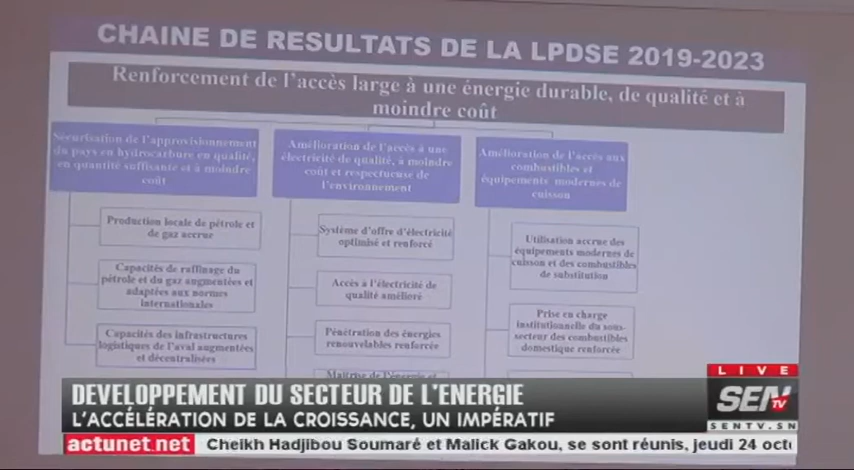 CHAINE DE RESULTATS DE LA LPDSE 2019-2023
Renforcement de l'accès large à une énergie durable, de qualité et à
moindre coût
Sécurisation de l'approvisionnement
du pays en hydrocarbure en qualité,
en quantité suffisante et à moindre
coût
Production locale de pétrole et
de gaz accrue
Capacités de raffinage du
pétrole et du gaz augmentées et
adaptées aux normes
internationales
Capacités des infrastructures
logistiques de l'aval augmentées
et décentralisées
Amélioration de l'accès à une
électricité de qualité, à moindre
coût et respectueuse de
l'environnement
Système d'offre d'électricité
optimisé et renforcé
Accès à l'électricité de
qualité amélioré
Pénétration des énergies
renouvelables renforcée
Maîtrise de l'énergie et
Amélioration de l'accès aux
combustibles et
équipements modernes de
cuisson
Utilisation accrue des
équipements modernes de
cuisson et des combustibles
de substitution
Prise en charge
institutionnelle du sous-
secteur des combustibles
domestique renforcée
DEVELOPPEMENT DU SECTEUR DE L'ENERGIE
L'ACCÉLÉRATION DE LA CROISSANCE, UN IMPÉRATIF
LIVE
SEN TV
SENTV.SN
actunet.net Cheikh Hadjibou Soumaré et Malick Gakou, se sont réunis, jeudi 24 oct